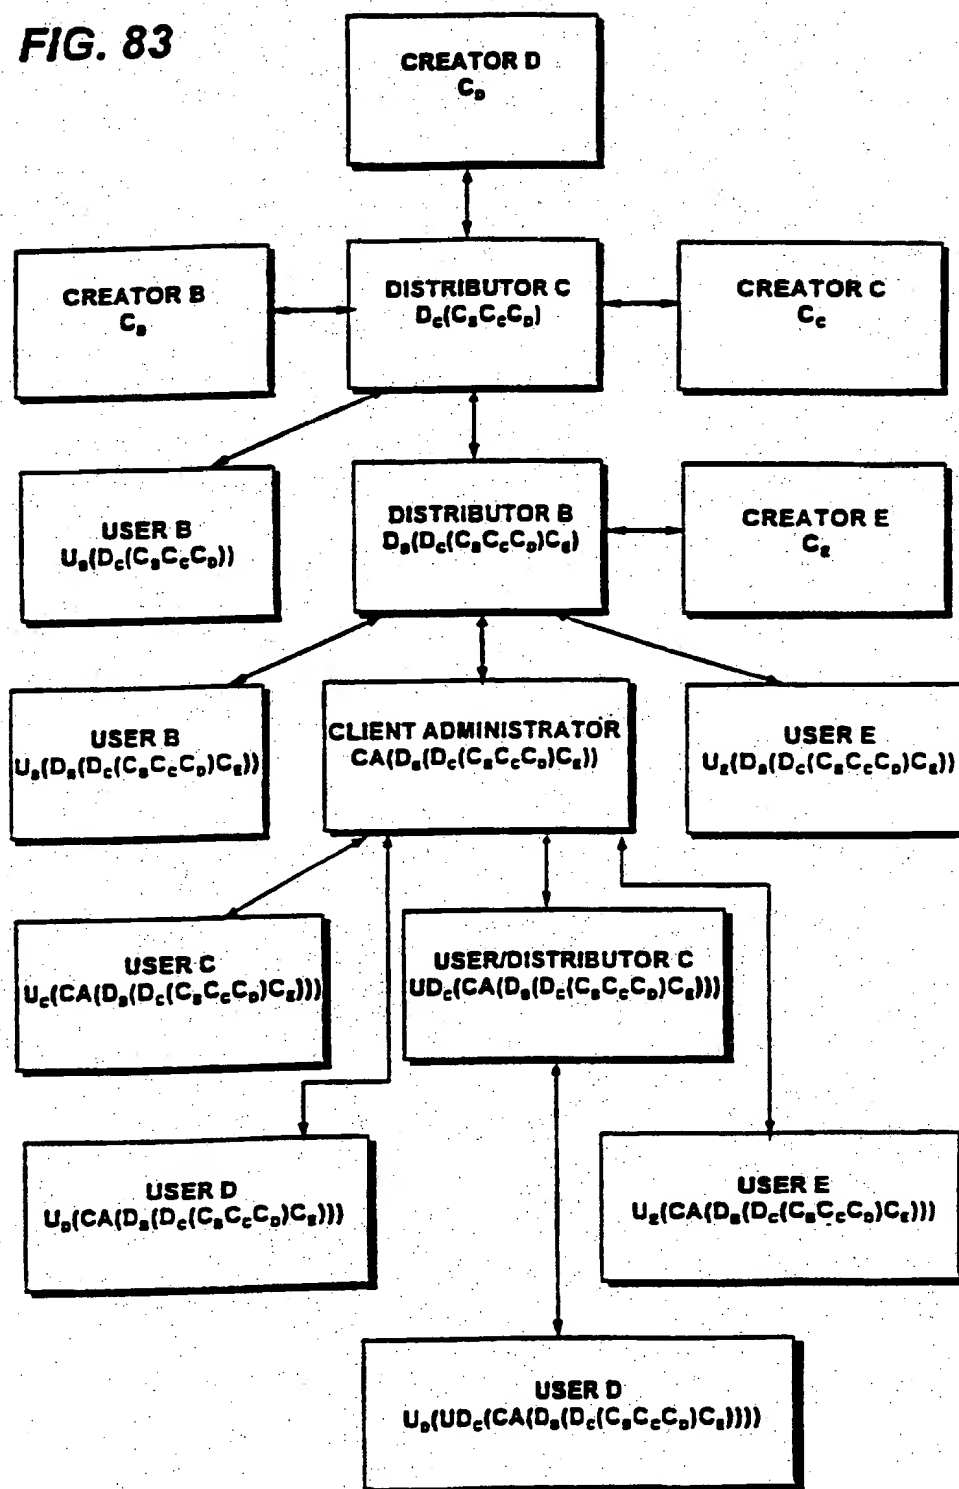 FIG. 83
CREATOR D
C_D
CREATOR B
C_B
DISTRIBUTOR C
D_C(C_BC_CC_D)
CREATOR C
C_C
USER B
U_B(D_C(C_BC_CC_D))
DISTRIBUTOR B
D_B(D_C(C_BC_CC_D)C_E)
CREATOR E
C_E
USER B
U_B(D_B(D_C(C_BC_CC_D)C_E))
CLIENT ADMINISTRATOR
CA(D_B(D_C(C_BC_CC_D)C_E))
USER E
U_E(D_B(D_C(C_BC_CC_D)C_E))
USER C
U_C(CA(D_B(D_C(C_BC_CC_D)C_E)))
USER/DISTRIBUTOR C
UD_C(CA(D_B(D_C(C_BC_CC_D)C_E)))
USER D
U_D(CA(D_B(D_C(C_BC_CC_D)C_E)))
USER E
U_E(CA(D_B(D_C(C_BC_CC_D)C_E)))
USER D
U_D(UD_C(CA(D_B(D_C(C_BC_CC_D)C_E))))